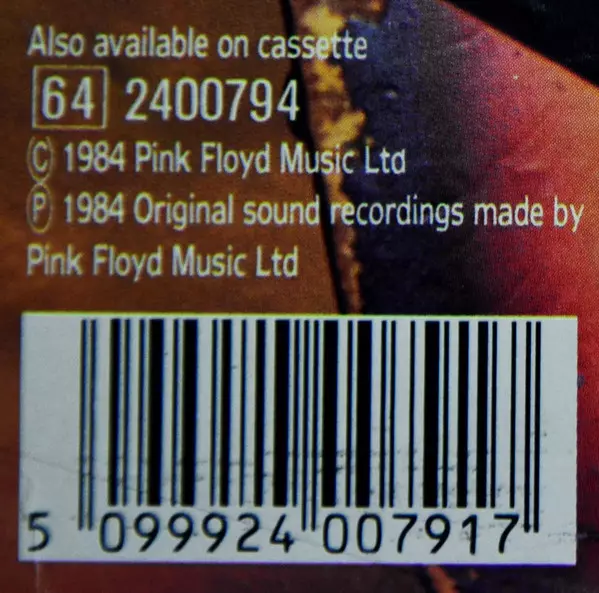 Also available on cassette
64 2400794
© 1984 Pink Floyd Music Ltd
℗ 1984 Original sound recordings made by
Pink Floyd Music Ltd
5 099924 007917